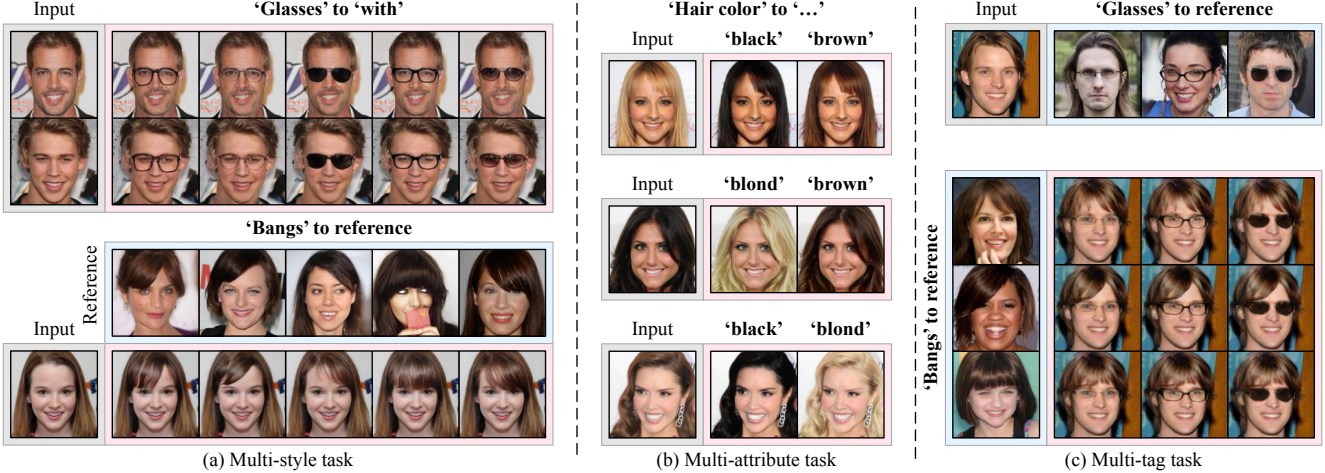 Input
‘Glasses’ to ‘with’
‘Bangs’ to reference
Reference
Input
(a) Multi-style task
‘Hair color’ to ‘…’
Input
‘black’
‘brown’
Input
‘blond’
‘brown’
Input
‘black’
‘blond’
(b) Multi-attribute task
Input
‘Glasses’ to reference
‘Bangs’ to reference
(c) Multi-tag task